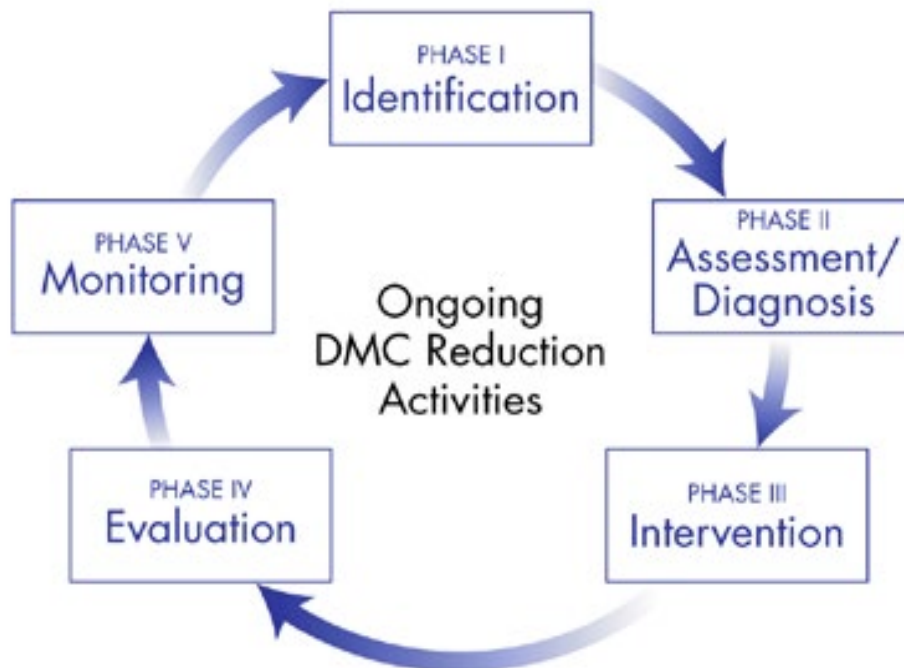 PHASE I
Identification
PHASE II
Assessment/
Diagnosis
PHASE III
Intervention
PHASE IV
Evaluation
PHASE V
Monitoring
Ongoing
DMC Reduction
Activities